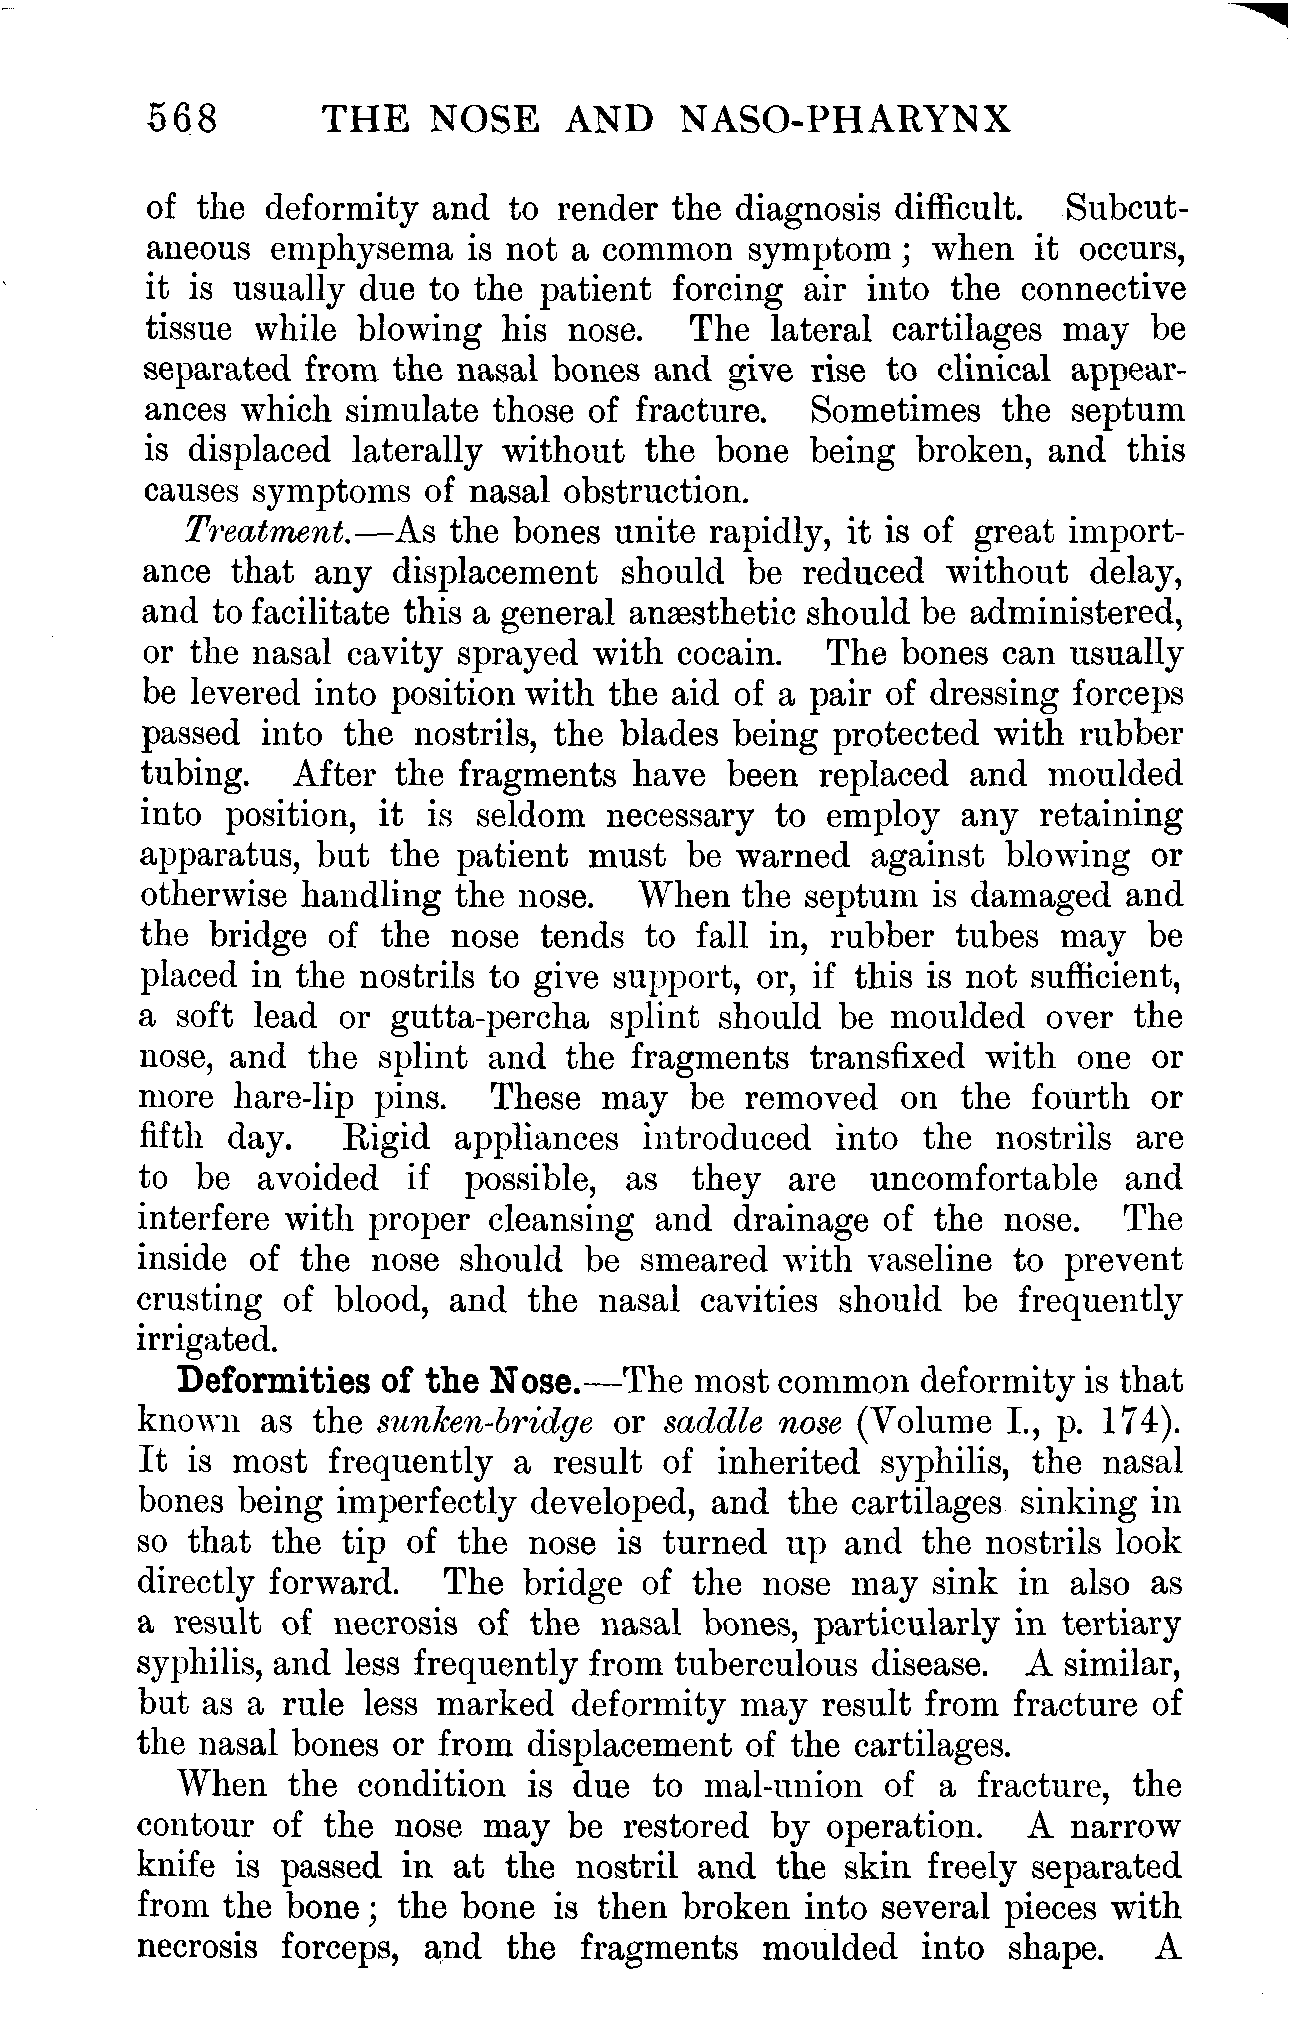 568 THE NOSE AND NASO-PHARYNX
of the deformity and to render the diagnosis difficult. Subcut-
aneous emphysema is not a common symptom; when it occurs,
it is usually due to the patient forcing air into the connective
tissue while blowing his nose. The lateral cartilages may be
separated from the nasal bones and give rise to clinical appear-
ances which simulate those of fracture. Sometimes the septum
is displaced laterally without the bone being broken, and this
causes symptoms of nasal obstruction.
Treatment.—As the bones unite rapidly, it is of great import-
ance that any displacement should be reduced without delay,
and to facilitate this a general anæsthetic should be administered,
or the nasal cavity sprayed with cocain. The bones can usually
be levered into position with the aid of a pair of dressing forceps
passed into the nostrils, the blades being protected with rubber
tubing. After the fragments have been replaced and moulded
into position, it is seldom necessary to employ any retaining
apparatus, but the patient must be warned against blowing or
otherwise handling the nose. When the septum is damaged and
the bridge of the nose tends to fall in, rubber tubes may be
placed in the nostrils to give support, or, if this is not sufficient,
a soft lead or gutta-percha splint should be moulded over the
nose, and the splint and the fragments transfixed with one or
more hare-lip pins. These may be removed on the fourth or
fifth day. Rigid appliances introduced into the nostrils are
to be avoided if possible, as they are uncomfortable and
interfere with proper cleansing and drainage of the nose. The
inside of the nose should be smeared with vaseline to prevent
crusting of blood, and the nasal cavities should be frequently
irrigated.
Deformities of the Nose.—The most common deformity is that
known as the sunken-bridge or saddle nose (Volume I., p. 174).
It is most frequently a result of inherited syphilis, the nasal
bones being imperfectly developed, and the cartilages sinking in
so that the tip of the nose is turned up and the nostrils look
directly forward. The bridge of the nose may sink in also as
a result of necrosis of the nasal bones, particularly in tertiary
syphilis, and less frequently from tuberculous disease. A similar,
but as a rule less marked deformity may result from fracture of
the nasal bones or from displacement of the cartilages.
When the condition is due to mal-union of a fracture, the
contour of the nose may be restored by operation. A narrow
knife is passed in at the nostril and the skin freely separated
from the bone; the bone is then broken into several pieces with
necrosis forceps, and the fragments moulded into shape. A